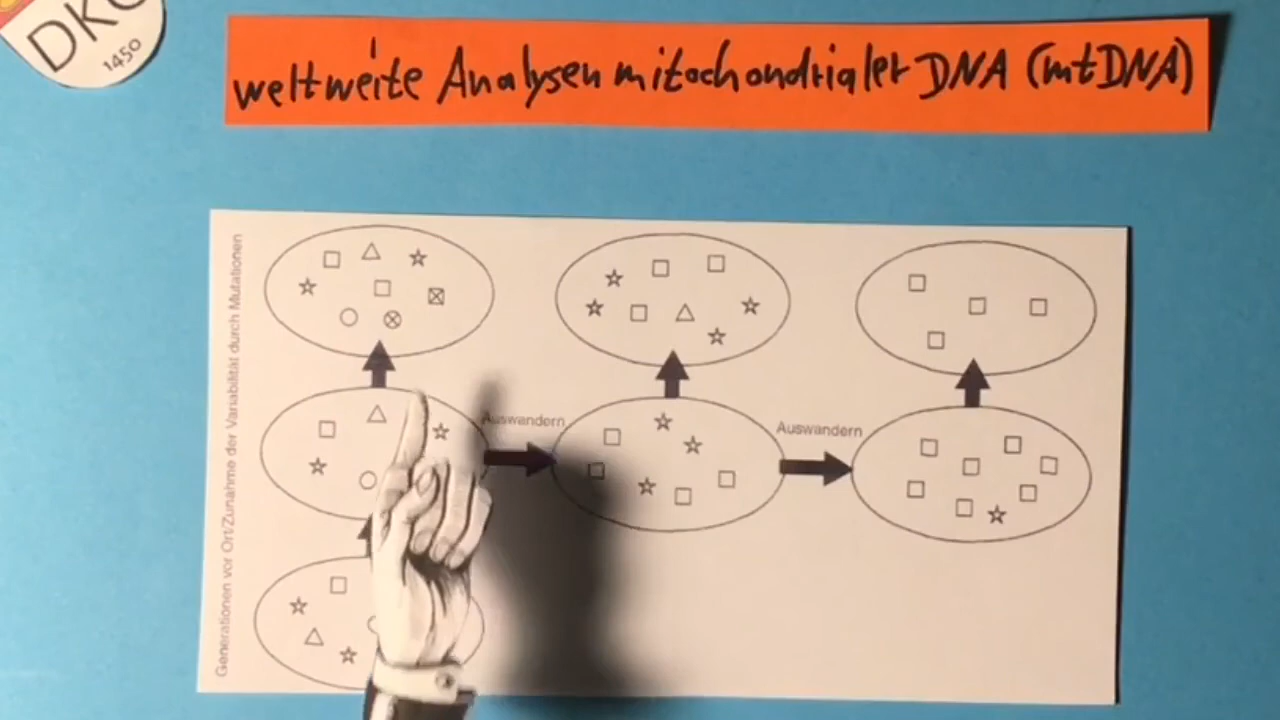 DKG
1450
weltweite Analysen mitochondrialer DNA (mtDNA)
Generationen vor Ort/Zunahme der Variabilität durch Mutationen
Auswandern
Auswandern